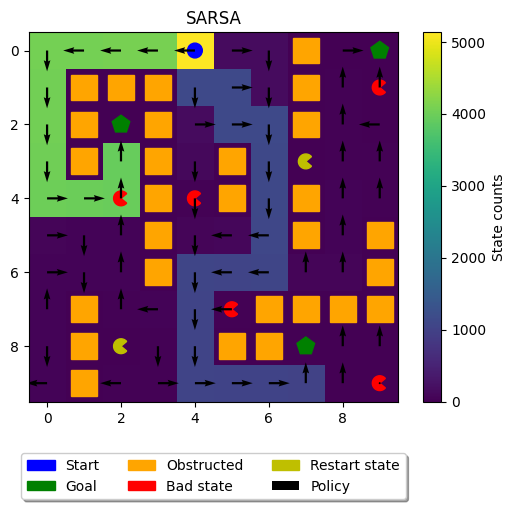 SARSA
0
2
4
6
8
0 2 4 6 8
5000
4000
3000
2000
1000
0
State counts
Start Obstructed Restart state
Goal Bad state Policy